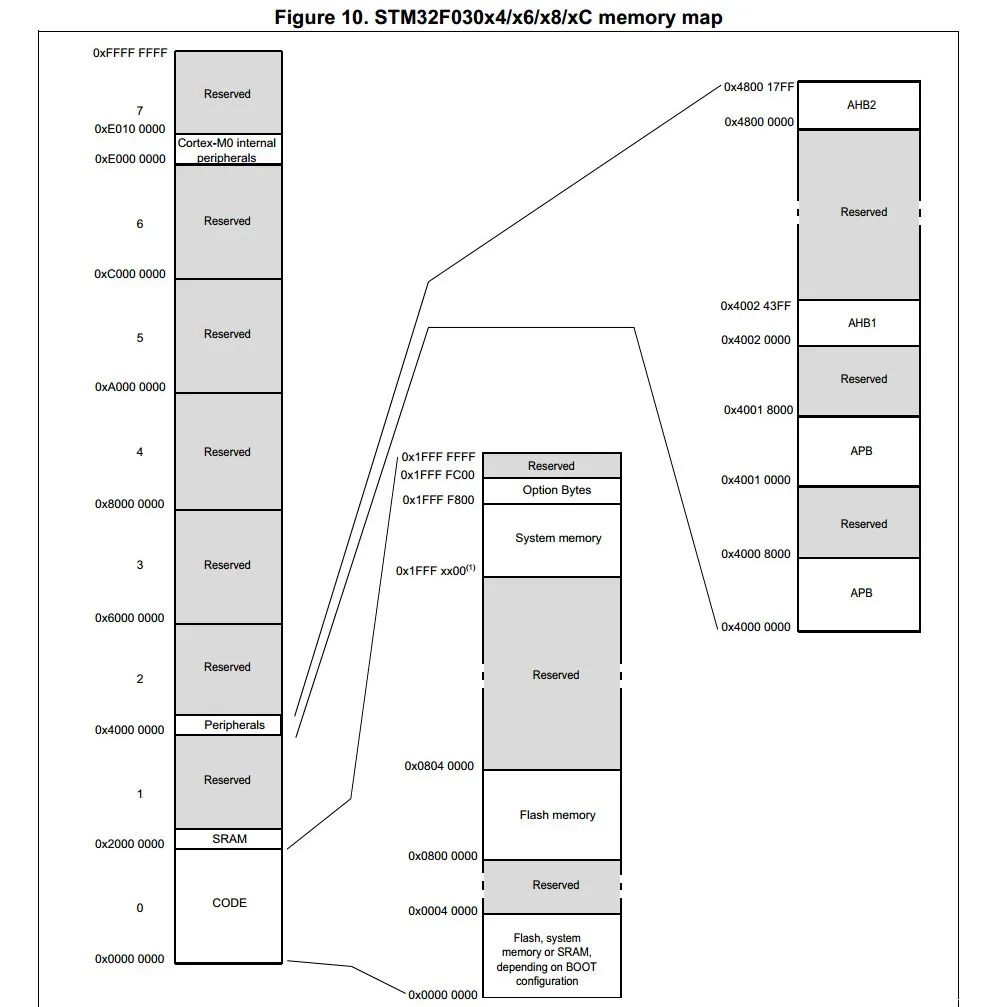 Figure 10. STM32F030x4/x6/x8/xC memory map
0xFFFF FFFF
Reserved
7
0xE010 0000
Cortex-M0 internal
peripherals
0xE000 0000
Reserved
6
0xC000 0000
Reserved
5
0xA000 0000
Reserved
4
0x8000 0000
Reserved
3
0x6000 0000
Reserved
2
Peripherals
0x4000 0000
Reserved
1
SRAM
0x2000 0000
CODE
0
0x0000 0000
0x1FFF FFFF
Reserved
0x1FFF FC00
Option Bytes
0x1FFF F800
System memory
0x1FFF xx00(1)
Reserved
0x0804 0000
Flash memory
0x0800 0000
Reserved
0x0004 0000
Flash, system
memory or SRAM,
depending on BOOT
configuration
0x0000 0000
0x4800 17FF
AHB2
0x4800 0000
Reserved
0x4002 43FF
AHB1
0x4002 0000
Reserved
0x4001 8000
APB
0x4001 0000
Reserved
0x4000 8000
APB
0x4000 0000